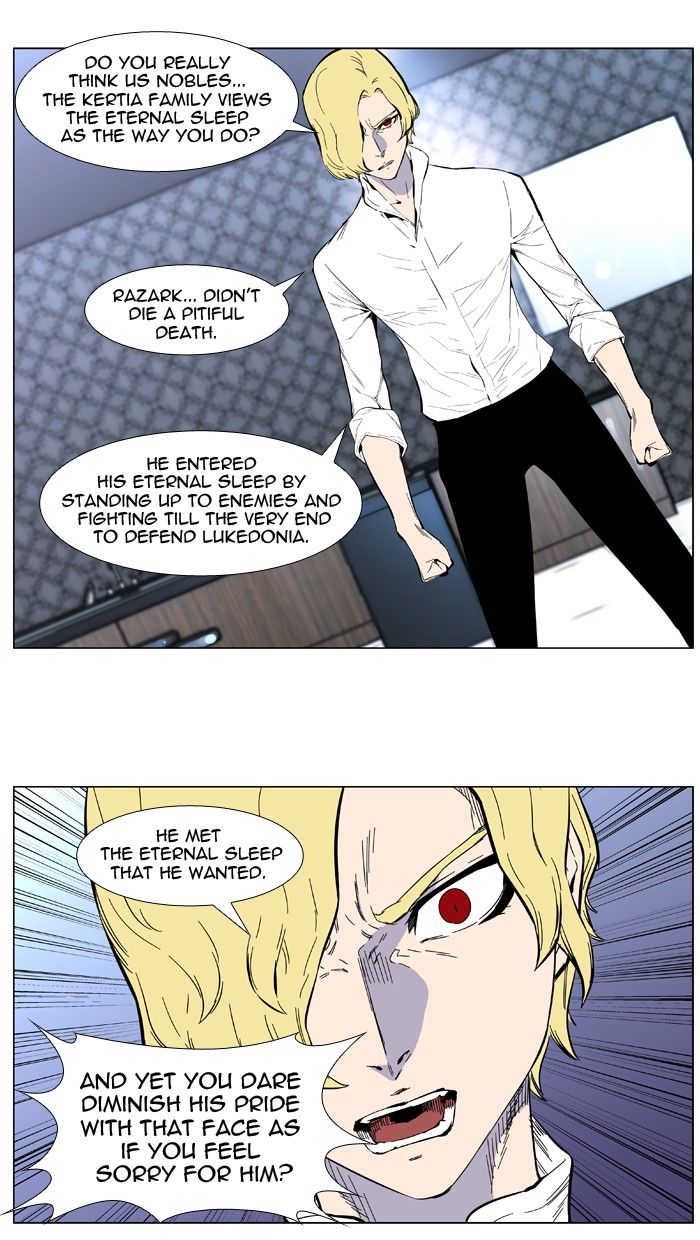 DO YOU REALLY
THINK US NOBLES...
THE KERTIA FAMILY VIEWS
THE ETERNAL SLEEP
AS THE WAY YOU DO?
RAZARK... DIDN'T
DIE A PITIFUL
DEATH.
HE ENTERED
HIS ETERNAL SLEEP BY
STANDING UP TO ENEMIES AND
FIGHTING TILL THE VERY END
TO DEFEND LUKEDONIA.
HE MET
THE ETERNAL SLEEP
THAT HE WANTED.
AND YET YOU DARE
DIMINISH HIS PRIDE
WITH THAT FACE AS
IF YOU FEEL
SORRY FOR HIM?